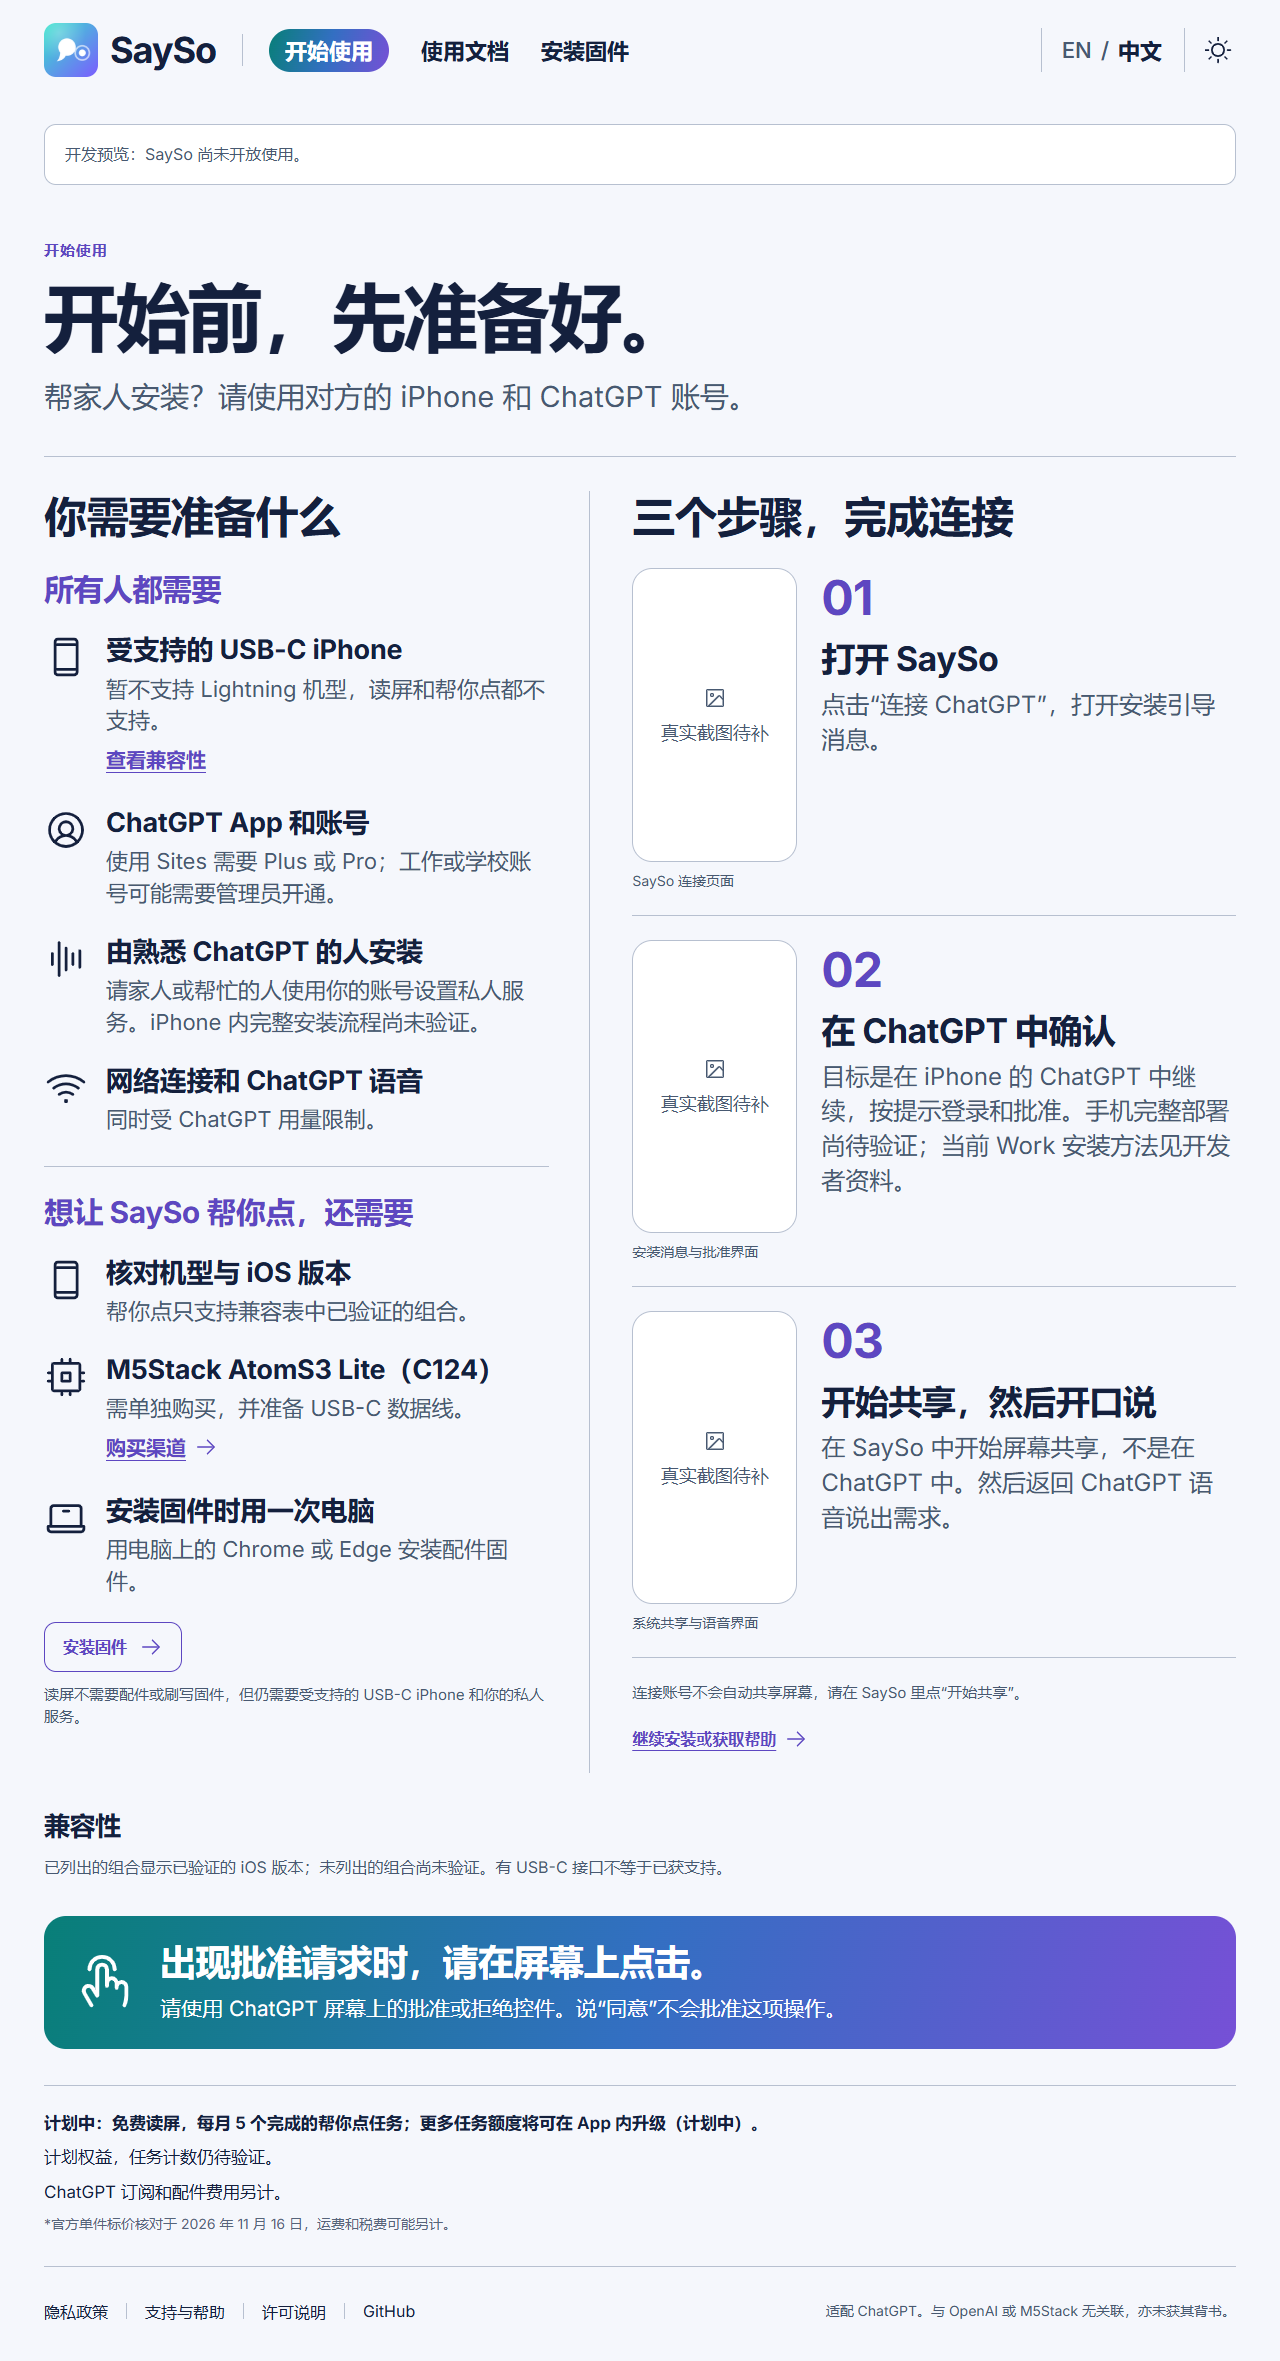 SaySo
开始使用
使用文档
安装固件
EN / 中文
开发预览：SaySo 尚未开放使用。
开始使用
开始前，先准备好。
帮家人安装？请使用对方的 iPhone 和 ChatGPT 账号。
你需要准备什么
所有人都需要
受支持的 USB-C iPhone
暂不支持 Lightning 机型，读屏和帮你点都不
支持。
查看兼容性
ChatGPT App 和账号
使用 Sites 需要 Plus 或 Pro；工作或学校账
号可能需要管理员开通。
由熟悉 ChatGPT 的人安装
请家人或帮忙的人使用你的账号设置私人服
务。iPhone 内完整安装流程尚未验证。
网络连接和 ChatGPT 语音
同时受 ChatGPT 用量限制。
想让 SaySo 帮你点，还需要
核对机型与 iOS 版本
帮你点只支持兼容表中已验证的组合。
M5Stack AtomS3 Lite（C124）
需单独购买，并准备 USB-C 数据线。
购买渠道
安装固件时用一次电脑
用电脑上的 Chrome 或 Edge 安装配件固
件。
安装固件
读屏不需要配件或刷写固件，但仍需要受支持的 USB-C iPhone 和你的私人
服务。
三个步骤，完成连接
真实截图待补
SaySo 连接页面
01
打开 SaySo
点击“连接 ChatGPT”，打开安装引导
消息。
真实截图待补
安装消息与批准界面
02
在 ChatGPT 中确认
目标是在 iPhone 的 ChatGPT 中继
续，按提示登录和批准。手机完整部署
尚待验证；当前 Work 安装方法见开发
者资料。
真实截图待补
系统共享与语音界面
03
开始共享，然后开口说
在 SaySo 中开始屏幕共享，不是在
ChatGPT 中。然后返回 ChatGPT 语
音说出需求。
连接账号不会自动共享屏幕，请在 SaySo 里点“开始共享”。
继续安装或获取帮助
兼容性
已列出的组合显示已验证的 iOS 版本；未列出的组合尚未验证。有 USB-C 接口不等于已获支持。
出现批准请求时，请在屏幕上点击。
请使用 ChatGPT 屏幕上的批准或拒绝控件。说“同意”不会批准这项操作。
计划中：免费读屏，每月 5 个完成的帮你点任务；更多任务额度将可在 App 内升级（计划中）。
计划权益，任务计数仍待验证。
ChatGPT 订阅和配件费用另计。
*官方单件标价核对于 2026 年 11 月 16 日，运费和税费可能另计。
隐私政策
支持与帮助
许可说明
GitHub
适配 ChatGPT。与 OpenAI 或 M5Stack 无关联，亦未获其背书。